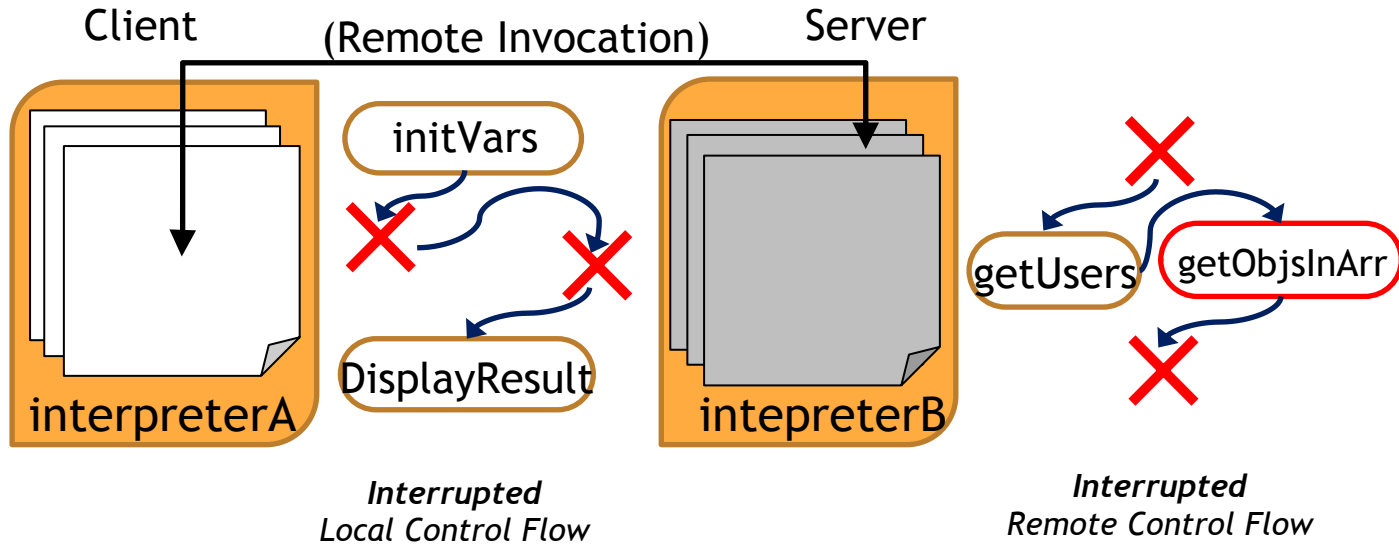 Client
(Remote Invocation)
Server
initVars
getUsers
getObjsInArr
DisplayResult
interpreterA
intepreterB
Interrupted
Local Control Flow
Interrupted
Remote Control Flow